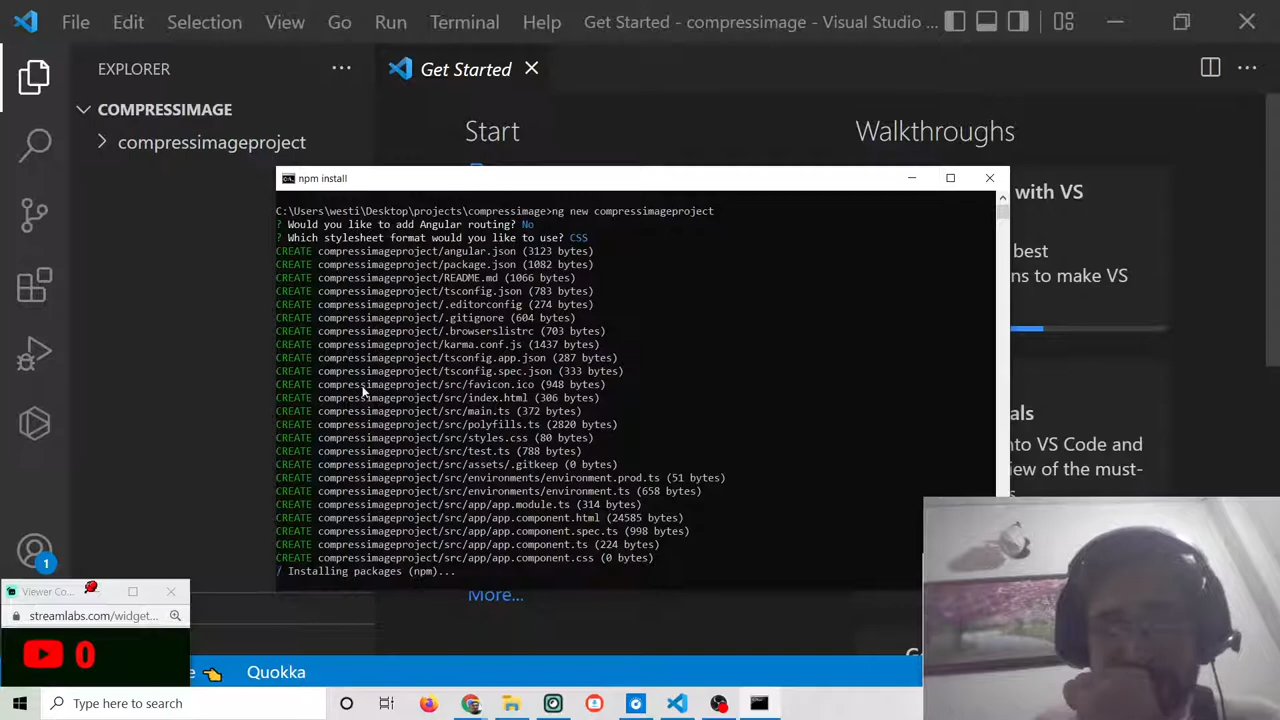 File Edit Selection View Go Run Terminal Help Get Started - compressimage - Visual Studio ...
EXPLORER
Get Started
COMPRESSIMAGE
compressimageproject
Start
Walkthroughs
with VS
best
ns to make VS
als
nto VS Code and
view of the must-
npm install
C:\Users\westi\Desktop\projects\compressimage>ng new compressimageproject
? Would you like to add Angular routing? No
? Which stylesheet format would you like to use? CSS
CREATE compressimageproject/angular.json (3123 bytes)
CREATE compressimageproject/package.json (1082 bytes)
CREATE compressimageproject/README.md (1066 bytes)
CREATE compressimageproject/tsconfig.json (783 bytes)
CREATE compressimageproject/.editorconfig (274 bytes)
CREATE compressimageproject/.gitignore (604 bytes)
CREATE compressimageproject/.browserslistrc (703 bytes)
CREATE compressimageproject/karma.conf.js (1437 bytes)
CREATE compressimageproject/tsconfig.app.json (287 bytes)
CREATE compressimageproject/tsconfig.spec.json (333 bytes)
CREATE compressimageproject/src/favicon.ico (948 bytes)
CREATE compressimageproject/src/index.html (306 bytes)
CREATE compressimageproject/src/main.ts (372 bytes)
CREATE compressimageproject/src/polyfills.ts (2820 bytes)
CREATE compressimageproject/src/styles.css (80 bytes)
CREATE compressimageproject/src/test.ts (788 bytes)
CREATE compressimageproject/src/assets/.gitkeep (0 bytes)
CREATE compressimageproject/src/environments/environment.prod.ts (51 bytes)
CREATE compressimageproject/src/environments/environment.ts (658 bytes)
CREATE compressimageproject/src/app/app.module.ts (314 bytes)
CREATE compressimageproject/src/app/app.component.html (24585 bytes)
CREATE compressimageproject/src/app/app.component.spec.ts (998 bytes)
CREATE compressimageproject/src/app/app.component.ts (224 bytes)
CREATE compressimageproject/src/app/app.component.css (0 bytes)
/ Installing packages (npm)...
More...
1
Viewer Co...
streamlabs.com/widget...
0
e Quokka
Type here to search